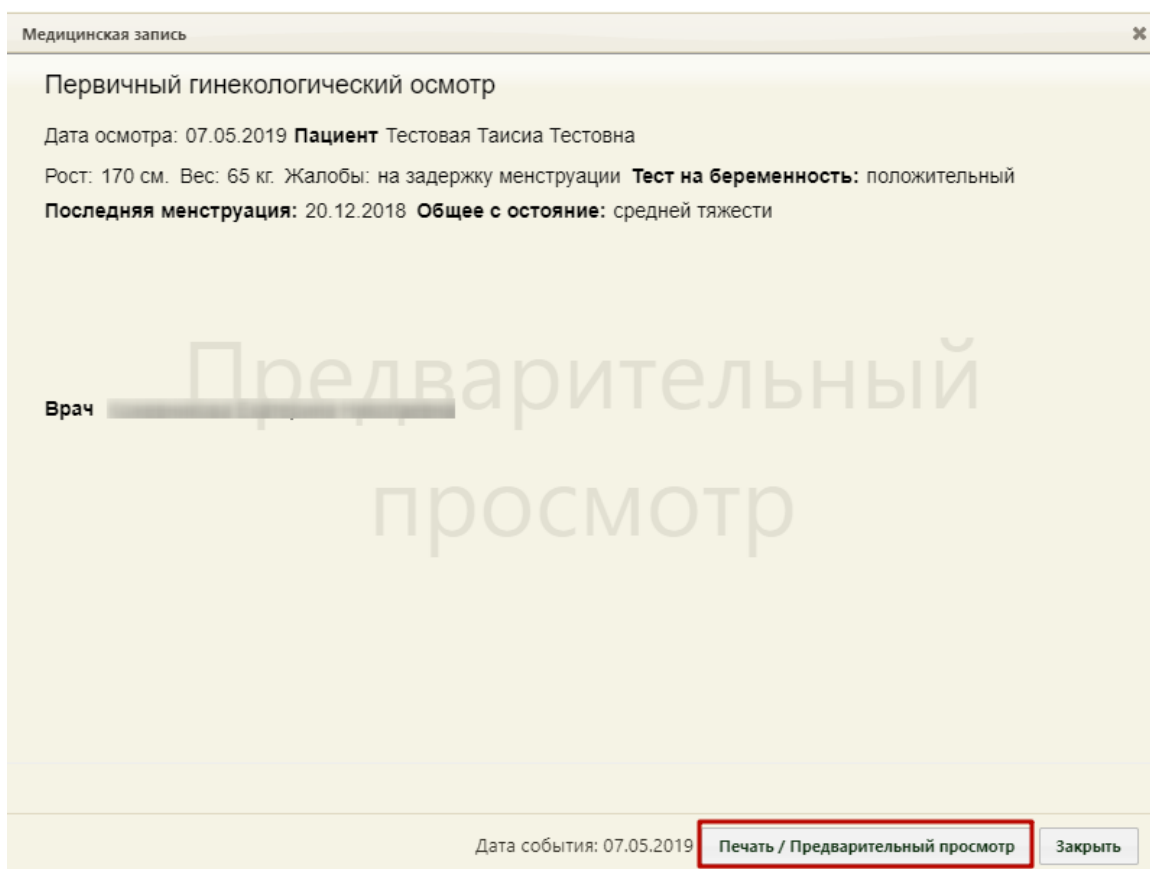 Медицинская запись
Первичный гинекологический осмотр
Дата осмотра: 07.05.2019 Пациент Тестовая Таисиа Тестовна
Рост: 170 см. Вес: 65 кг. Жалобы: на задержку менструации Тест на беременность: положительный
Последняя менструация: 20.12.2018 Общее с остояние: средней тяжести
Предварительный
Врач
просмотр
Дата события: 07.05.2019 Печать / Предварительный просмотр Закрыть